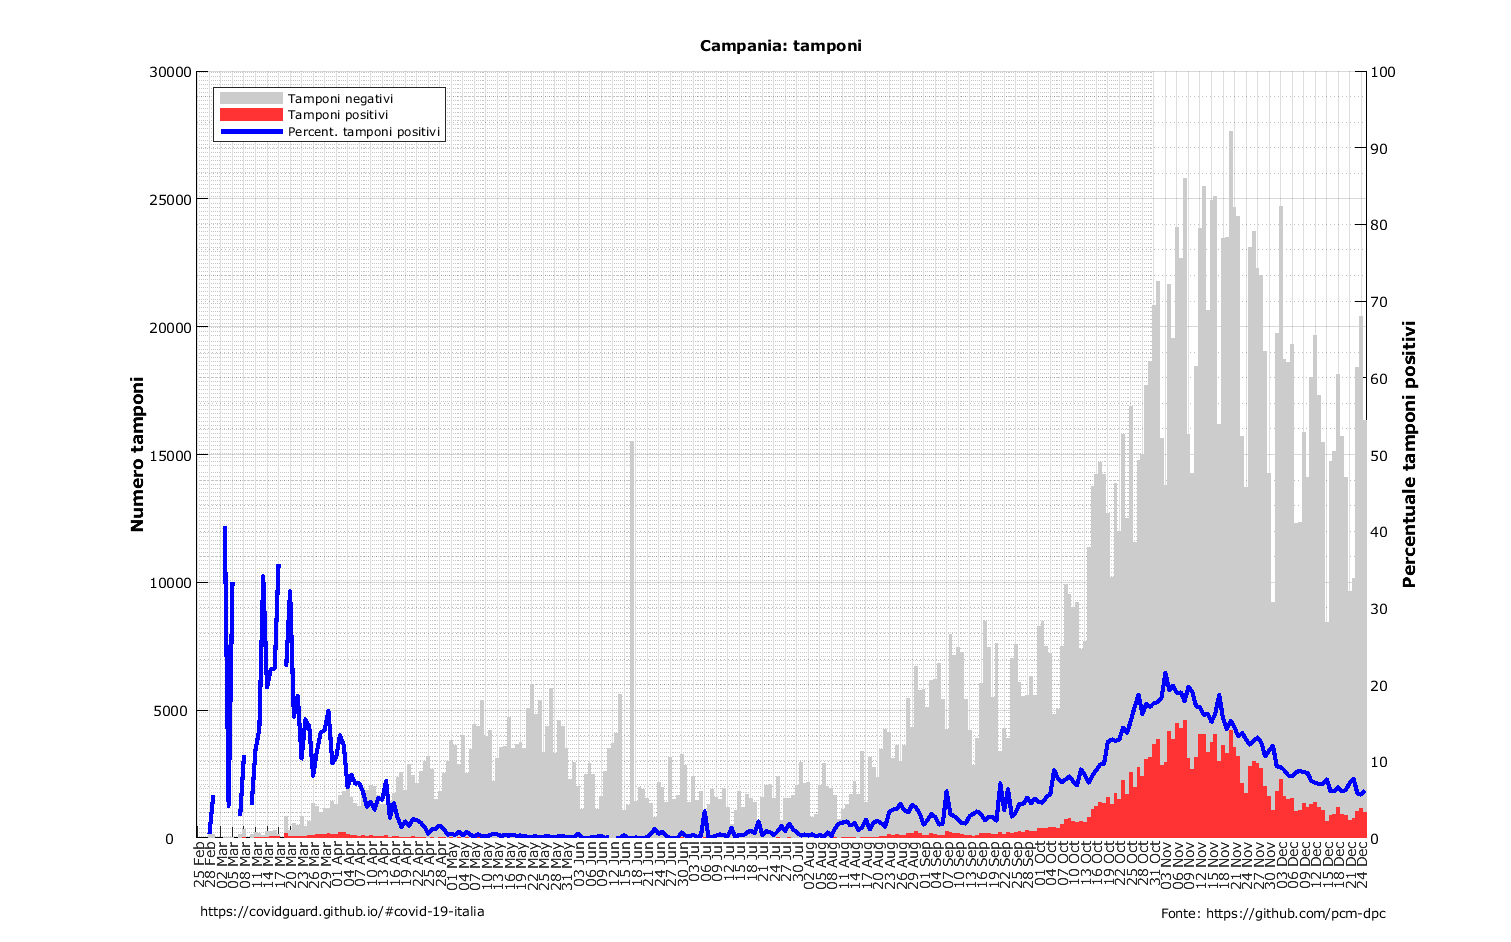 Campania: tamponi
30000
25000
20000
15000
10000
5000
0
100
90
80
70
60
50
40
30
20
10
0
Tamponi negativi
Tamponi positivi
Percent. tamponi positivi
Numero tamponi
Percentuale tamponi positivi
25 Feb
28 Feb
02 Mar
05 Mar
08 Mar
11 Mar
14 Mar
17 Mar
20 Mar
23 Mar
26 Mar
29 Mar
01 Apr
04 Apr
07 Apr
10 Apr
13 Apr
16 Apr
19 Apr
22 Apr
25 Apr
28 Apr
01 May
04 May
07 May
10 May
13 May
16 May
19 May
22 May
25 May
28 May
31 May
03 Jun
06 Jun
09 Jun
12 Jun
15 Jun
18 Jun
21 Jun
24 Jun
27 Jun
30 Jun
03 Jul
06 Jul
09 Jul
12 Jul
15 Jul
18 Jul
21 Jul
24 Jul
27 Jul
30 Jul
02 Aug
05 Aug
08 Aug
11 Aug
14 Aug
17 Aug
20 Aug
23 Aug
26 Aug
29 Aug
01 Sep
04 Sep
07 Sep
10 Sep
13 Sep
16 Sep
19 Sep
22 Sep
25 Sep
28 Sep
01 Oct
04 Oct
07 Oct
10 Oct
13 Oct
16 Oct
19 Oct
22 Oct
25 Oct
28 Oct
31 Oct
03 Nov
06 Nov
09 Nov
12 Nov
15 Nov
18 Nov
21 Nov
24 Nov
27 Nov
30 Nov
03 Dec
06 Dec
09 Dec
12 Dec
15 Dec
18 Dec
21 Dec
24 Dec
https://covidguard.github.io/#covid-19-italia
Fonte: https://github.com/pcm-dpc